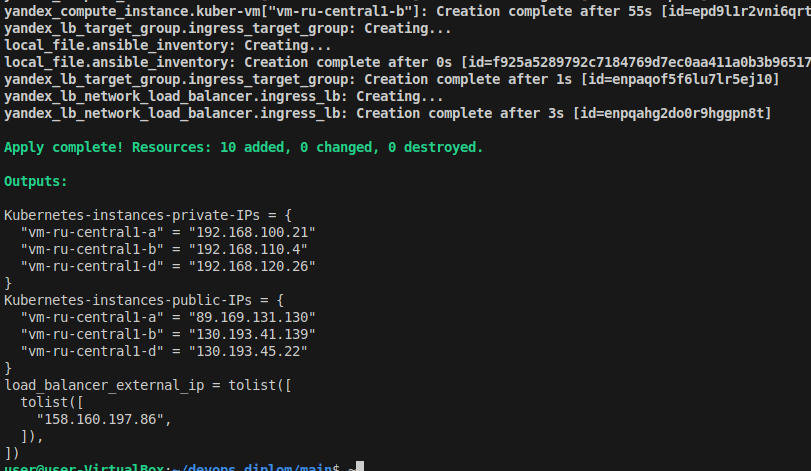 yandex_compute_instance.kuber-vm["vm-ru-central1-b"]: Creation complete after 55s [id=epd9l1r2vni6qrt
yandex_lb_target_group.ingress_target_group: Creating...
local_file.ansible_inventory: Creating...
local_file.ansible_inventory: Creation complete after 0s [id=f925a5289792c7184769d7ec0aa411a0b3b96517
yandex_lb_target_group.ingress_target_group: Creation complete after 1s [id=enpaqof5f6lu7lr5ej10]
yandex_lb_network_load_balancer.ingress_lb: Creating...
yandex_lb_network_load_balancer.ingress_lb: Creation complete after 3s [id=enpqahg2do0r9hggpn8t]
Apply complete! Resources: 10 added, 0 changed, 0 destroyed.
Outputs:
Kubernetes-instances-private-IPs = {
"vm-ru-central1-a" = "192.168.100.21"
"vm-ru-central1-b" = "192.168.110.4"
"vm-ru-central1-d" = "192.168.120.26"
}
Kubernetes-instances-public-IPs = {
"vm-ru-central1-a" = "89.169.131.130"
"vm-ru-central1-b" = "130.193.41.139"
"vm-ru-central1-d" = "130.193.45.22"
}
load_balancer_external_ip = tolist([
tolist([
"158.160.197.86",
]),
])
user@user-VirtualBox:~/devops_diplom/main$ ~